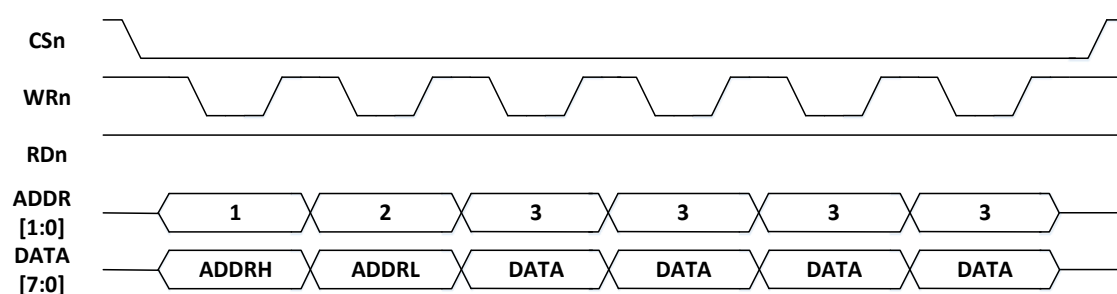 CSn
WRn
RDn
ADDR
[1:0]
1 2 3 3 3 3
DATA
[7:0]
ADDRH ADDRL DATA DATA DATA DATA